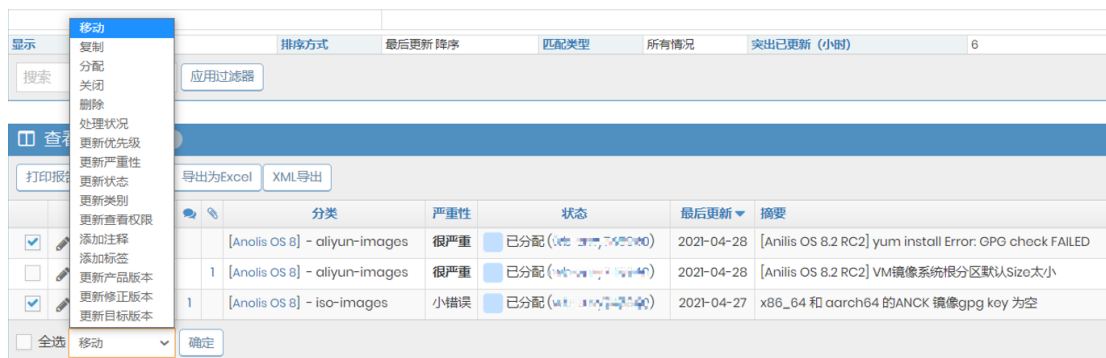 显示 排序方式 最后更新 降序 匹配类型 所有情况 突出已更新（小时） 6
搜索 应用过滤器
移动
复制
分配
关闭
删除
处理状况
更新优先级
更新严重性
更新状态
更新类别
更新查看权限
添加注释
添加标签
更新产品版本
更新修正版本
更新目标版本
查看
打印报告 导出为Excel XML导出
分类 严重性 状态 最后更新 摘要
[Anolis OS 8] - aliyun-images 很严重 已分配 2021-04-28 [Anilis OS 8.2 RC2] yum install Error: GPG check FAILED
1 [Anolis OS 8] - aliyun-images 很严重 已分配 2021-04-28 [Anilis OS 8.2 RC2] VM镜像系统根分区默认Size太小
1 [Anolis OS 8] - iso-images 小错误 已分配 2021-04-27 x86_64 和 aarch64 的ANCK 镜像gpg key 为空
全选 移动 确定